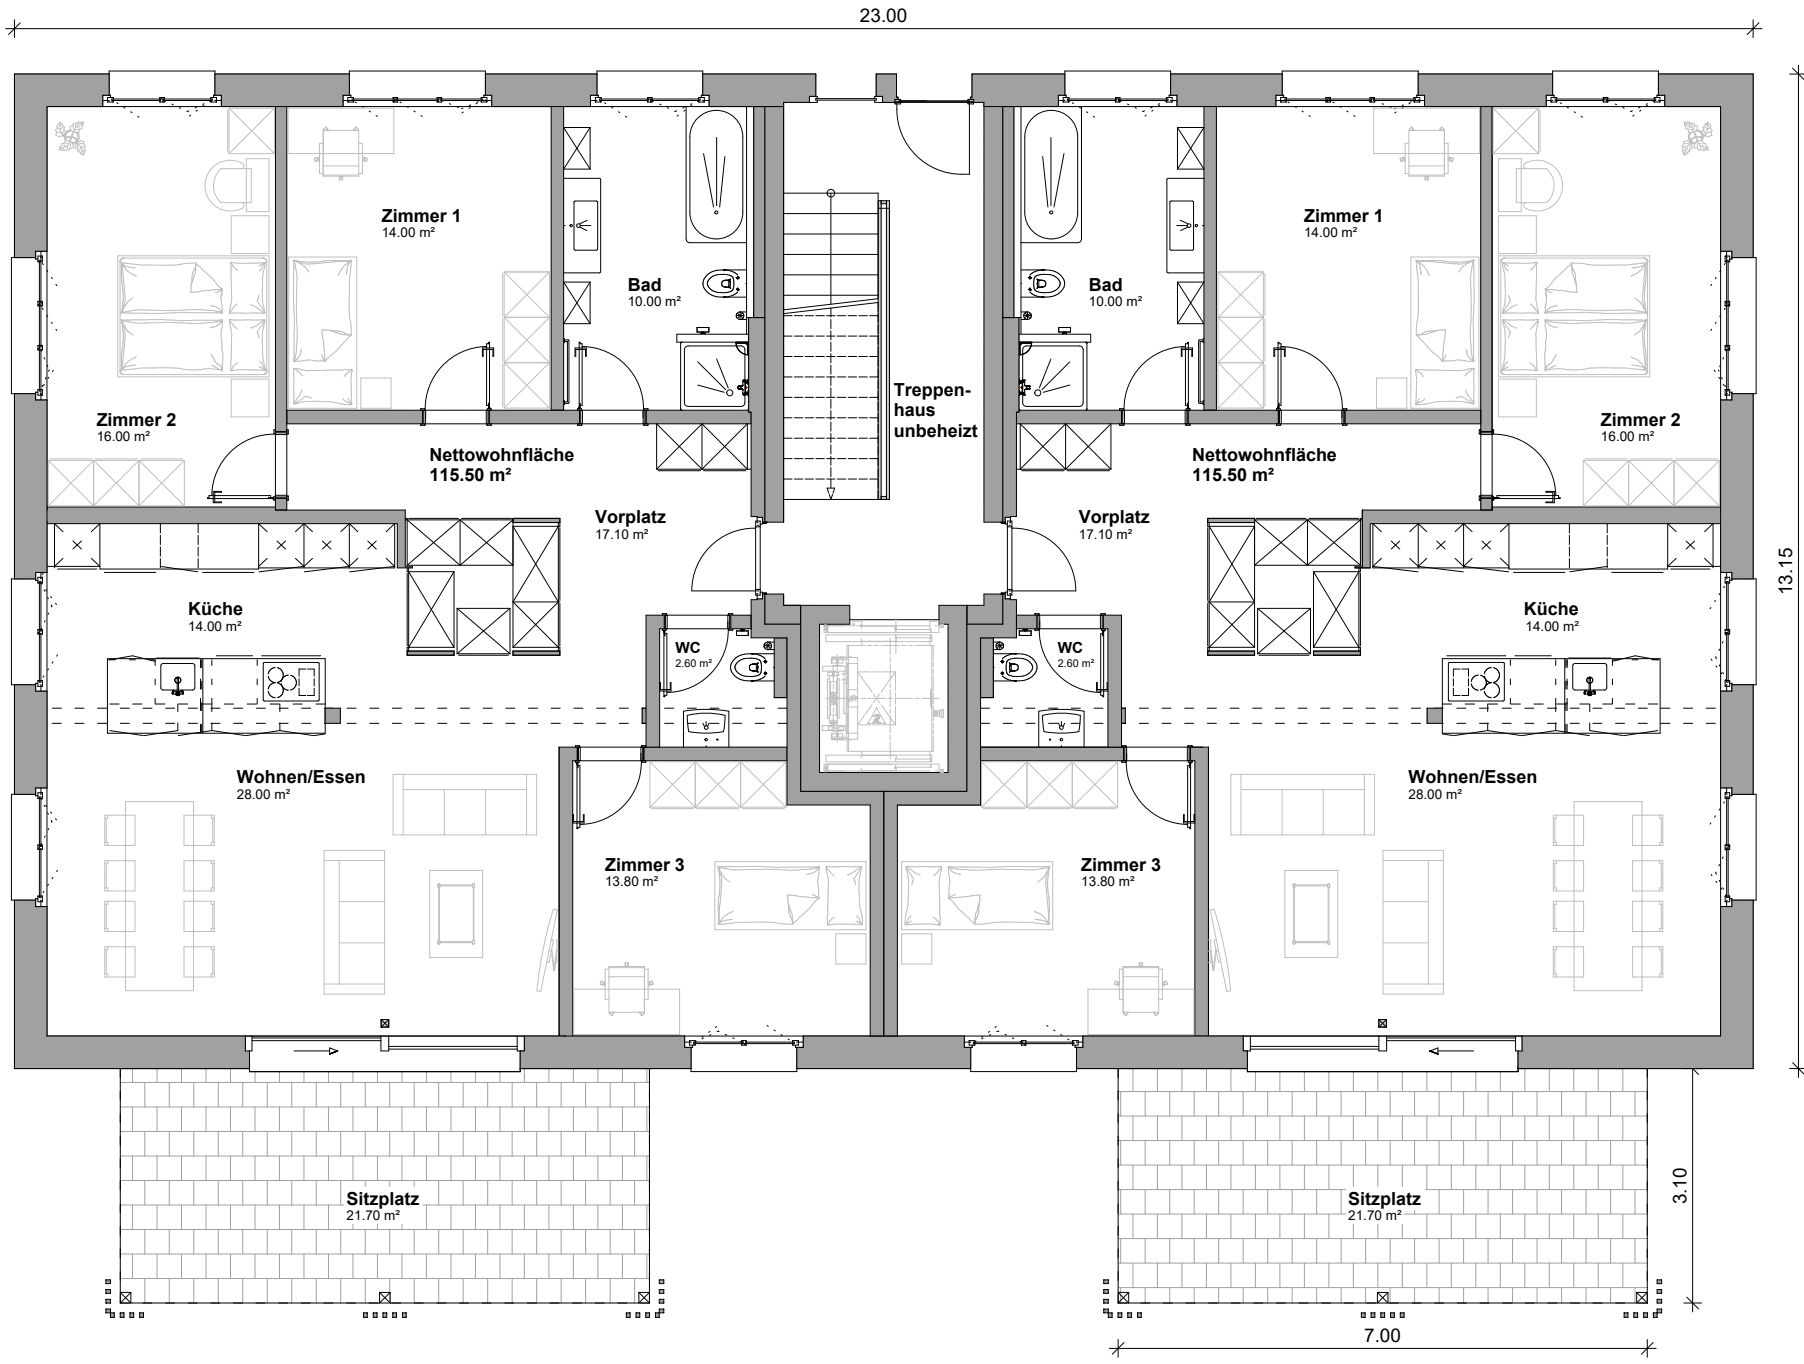 23.00
Zimmer 1
14.00 m²
Zimmer 1
14.00 m²
Bad
10.00 m²
Bad
10.00 m²
Treppen-
haus
unbeheizt
Zimmer 2
16.00 m²
Zimmer 2
16.00 m²
Nettowohnfläche
115.50 m²
Nettowohnfläche
115.50 m²
Vorplatz
17.10 m²
Vorplatz
17.10 m²
13.15
Küche
14.00 m²
Küche
14.00 m²
WC
2.60 m²
WC
2.60 m²
Wohnen/Essen
28.00 m²
Wohnen/Essen
28.00 m²
Zimmer 3
13.80 m²
Zimmer 3
13.80 m²
Sitzplatz
21.70 m²
Sitzplatz
21.70 m²
3.10
7.00